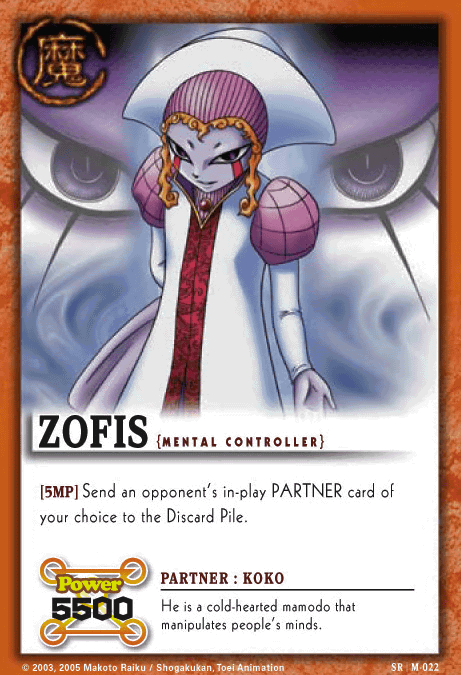 魔
ZOFIS {MENTAL CONTROLLER}
[5MP] Send an opponent's in-play PARTNER card of
your choice to the Discard Pile.
Power
5500
PARTNER : KOKO
He is a cold-hearted mamodo that
manipulates people's minds.
© 2003, 2005 Makoto Raiku / Shogakukan, Toei Animation
SR | M-022